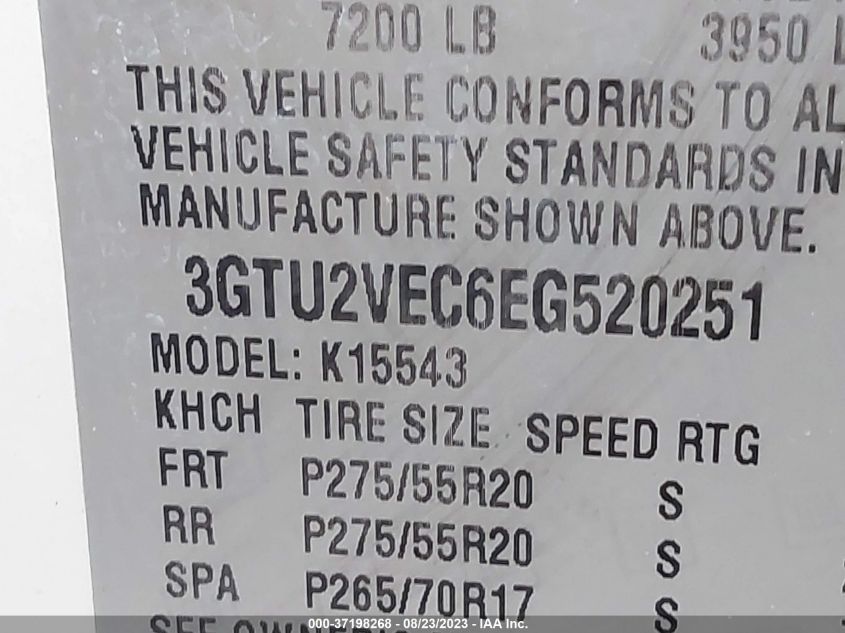 7200 LB 3950
THIS VEHICLE CONFORMS TO
VEHICLE SAFETY STANDARDS IN
MANUFACTURE SHOWN ABOVE.
3GTU2VEC6EG520251
MODEL: K15543
KHCH TIRE SIZE SPEED RTG
FRT P275/55R20 S
RR P275/55R20 S
SPA P265/70R17 S
000-37198268 - 08/23/2023 - IAA Inc.